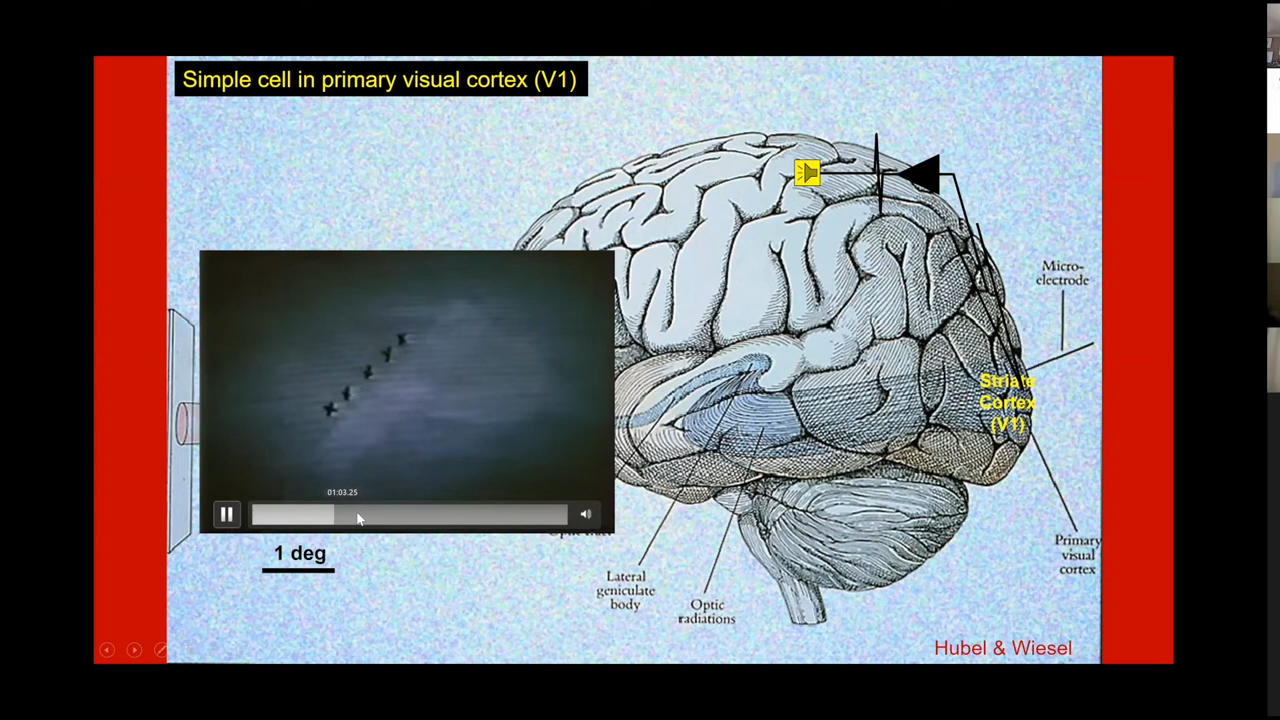 Simple cell in primary visual cortex (V1)
Micro-
electrode
Striate
Cortex
(V1)
01:03.25
1 deg
Primary
visual
cortex
Lateral
geniculate
body
Optic
radiations
Hubel & Wiesel